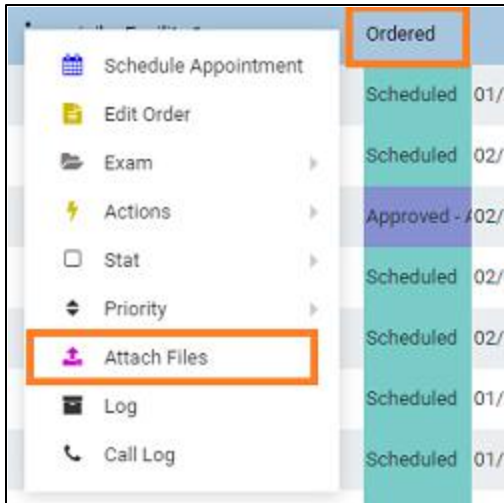 Ordered
Schedule Appointment
Scheduled 01/
Edit Order
Scheduled 02/
Exam
Actions
Approved - A 02/
Stat
Scheduled 02/
Priority
Scheduled 02/
Attach Files
Log
Scheduled 01/
Call Log
Scheduled 01/